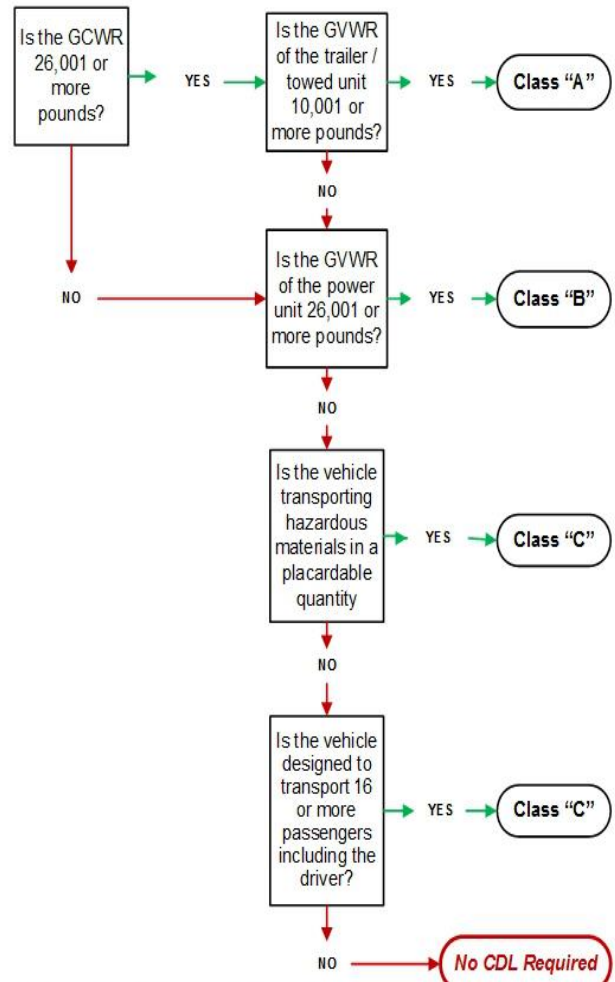 Is the GCWR
26,001 or
more
pounds?
YES
Is the GVWR
of the trailer /
towed unit
10,001 or
more pounds?
YES
Class “A”
NO
NO
Is the GVWR
of the power
unit 26,001 or
more pounds?
YES
Class “B”
NO
Is the vehicle
transporting
hazardous
materials in a
placardable
quantity
YES
Class “C”
NO
Is the vehicle
designed to
transport 16
or more
passengers
including the
driver?
YES
Class “C”
NO
No CDL Required